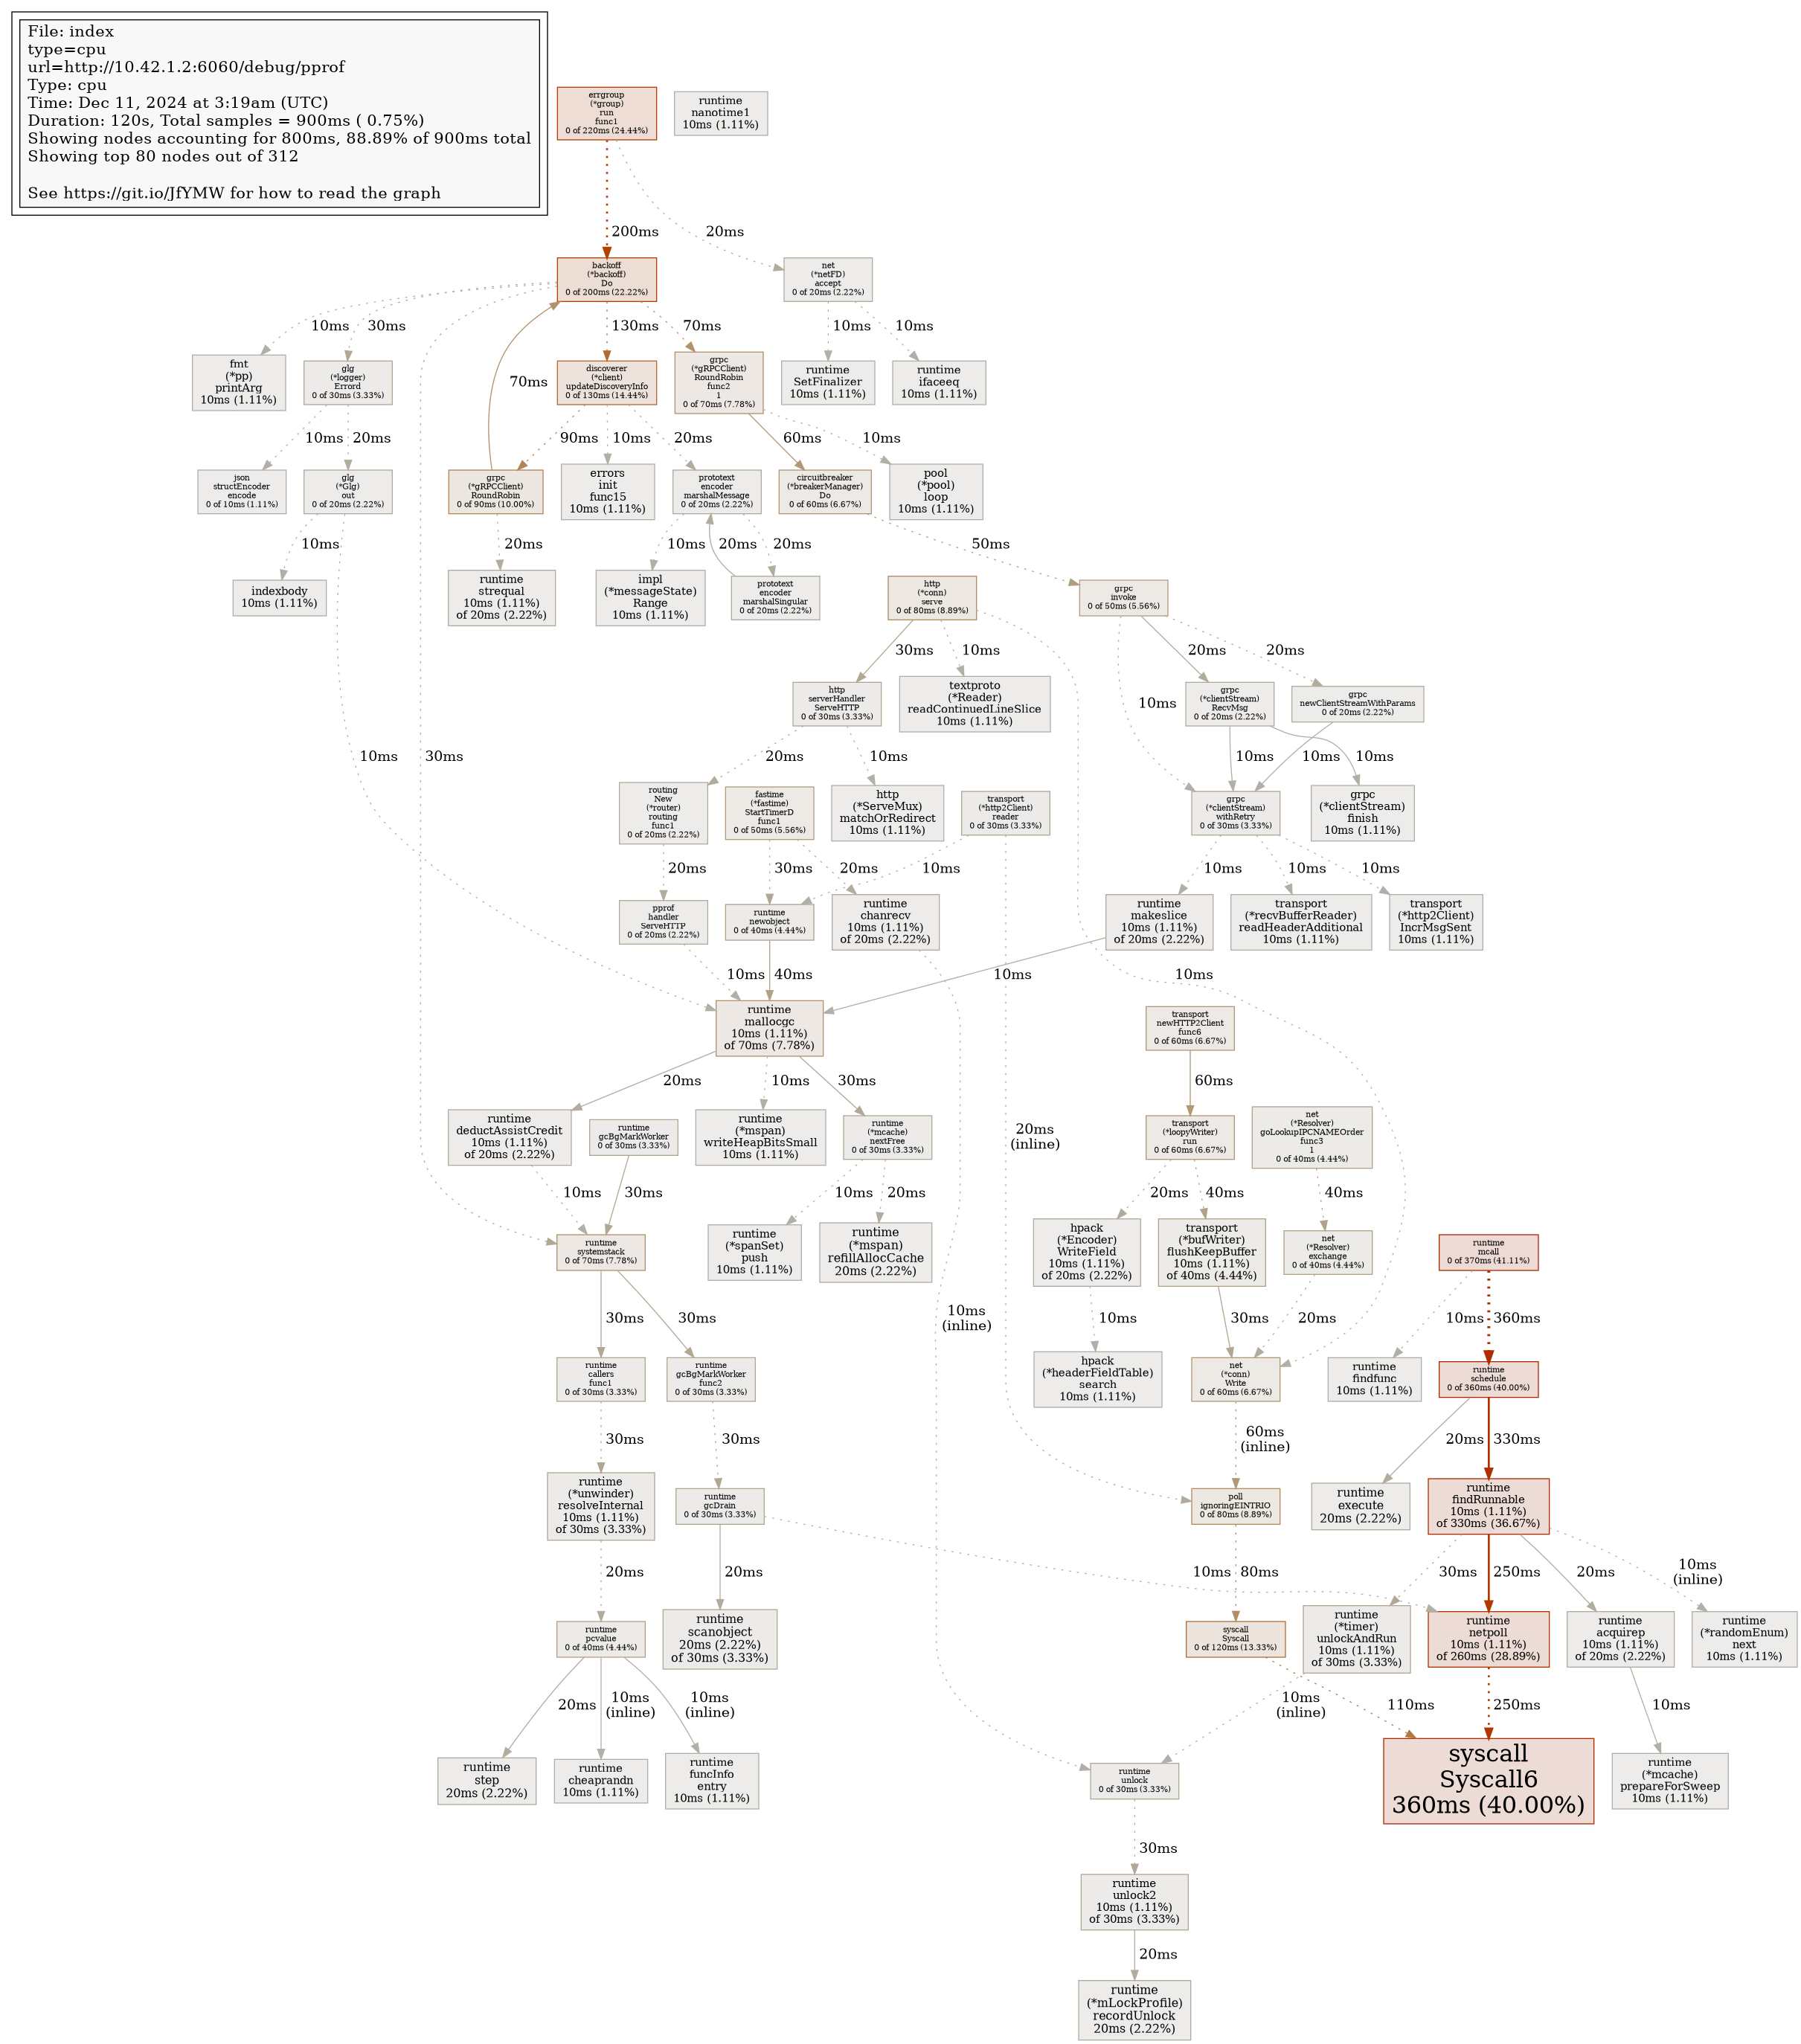 File: index
type=cpu
url=http://10.42.1.2:6060/debug/pprof
Type: cpu
Time: Dec 11, 2024 at 3:19am (UTC)
Duration: 120s, Total samples = 900ms ( 0.75%)
Showing nodes accounting for 800ms, 88.89% of 900ms total
Showing top 80 nodes out of 312
See https://git.io/JfYMW for how to read the graph
errgroup
(*group)
run
func1
0 of 220ms (24.44%)
runtime
nanotime1
10ms (1.11%)
200ms
20ms
backoff
(*backoff)
Do
0 of 200ms (22.22%)
net
(*netFD)
accept
0 of 20ms (2.22%)
10ms
30ms
130ms
70ms
10ms
10ms
fmt
(*pp)
printArg
10ms (1.11%)
glg
(*logger)
Errord
0 of 30ms (3.33%)
70ms
discoverer
(*client)
updateDiscoveryInfo
0 of 130ms (14.44%)
grpc
(*gRPCClient)
RoundRobin
func2
1
0 of 70ms (7.78%)
runtime
SetFinalizer
10ms (1.11%)
runtime
ifaceeq
10ms (1.11%)
10ms
20ms
90ms
10ms
20ms
60ms
10ms
json
structEncoder
encode
0 of 10ms (1.11%)
glg
(*Glg)
out
0 of 20ms (2.22%)
grpc
(*gRPCClient)
RoundRobin
0 of 90ms (10.00%)
errors
init
func15
10ms (1.11%)
prototext
encoder
marshalMessage
0 of 20ms (2.22%)
circuitbreaker
(*breakerManager)
Do
0 of 60ms (6.67%)
pool
(*pool)
loop
10ms (1.11%)
10ms
20ms
10ms
20ms
20ms
50ms
indexbody
10ms (1.11%)
runtime
strequal
10ms (1.11%)
of 20ms (2.22%)
impl
(*messageState)
Range
10ms (1.11%)
prototext
encoder
marshalSingular
0 of 20ms (2.22%)
http
(*conn)
serve
0 of 80ms (8.89%)
grpc
invoke
0 of 50ms (5.56%)
30ms
10ms
20ms
20ms
http
serverHandler
ServeHTTP
0 of 30ms (3.33%)
textproto
(*Reader)
readContinuedLineSlice
10ms (1.11%)
10ms
grpc
(*clientStream)
RecvMsg
0 of 20ms (2.22%)
grpc
newClientStreamWithParams
0 of 20ms (2.22%)
10ms
30ms
20ms
10ms
10ms
10ms
10ms
routing
New
(*router)
routing
func1
0 of 20ms (2.22%)
fastime
(*fastime)
StartTimerD
func1
0 of 50ms (5.56%)
http
(*ServeMux)
matchOrRedirect
10ms (1.11%)
transport
(*http2Client)
reader
0 of 30ms (3.33%)
grpc
(*clientStream)
withRetry
0 of 30ms (3.33%)
grpc
(*clientStream)
finish
10ms (1.11%)
20ms
30ms
20ms
10ms
10ms
10ms
10ms
pprof
handler
ServeHTTP
0 of 20ms (2.22%)
runtime
newobject
0 of 40ms (4.44%)
runtime
chanrecv
10ms (1.11%)
of 20ms (2.22%)
runtime
makeslice
10ms (1.11%)
of 20ms (2.22%)
transport
(*recvBufferReader)
readHeaderAdditional
10ms (1.11%)
transport
(*http2Client)
IncrMsgSent
10ms (1.11%)
10ms
40ms
10ms
10ms
runtime
mallocgc
10ms (1.11%)
of 70ms (7.78%)
transport
newHTTP2Client
func6
0 of 60ms (6.67%)
20ms
10ms
30ms
60ms
runtime
deductAssistCredit
10ms (1.11%)
of 20ms (2.22%)
runtime
gcBgMarkWorker
0 of 30ms (3.33%)
runtime
(*mspan)
writeHeapBitsSmall
10ms (1.11%)
runtime
(*mcache)
nextFree
0 of 30ms (3.33%)
20ms
(inline)
transport
(*loopyWriter)
run
0 of 60ms (6.67%)
net
(*Resolver)
goLookupIPCNAMEOrder
func3
1
0 of 40ms (4.44%)
10ms
30ms
10ms
20ms
20ms
40ms
40ms
runtime
systemstack
0 of 70ms (7.78%)
runtime
(*spanSet)
push
10ms (1.11%)
runtime
(*mspan)
refillAllocCache
20ms (2.22%)
hpack
(*Encoder)
WriteField
10ms (1.11%)
of 20ms (2.22%)
transport
(*bufWriter)
flushKeepBuffer
10ms (1.11%)
of 40ms (4.44%)
net
(*Resolver)
exchange
0 of 40ms (4.44%)
runtime
mcall
0 of 370ms (41.11%)
30ms
30ms
10ms
(inline)
10ms
30ms
20ms
10ms
360ms
runtime
callers
func1
0 of 30ms (3.33%)
runtime
gcBgMarkWorker
func2
0 of 30ms (3.33%)
hpack
(*headerFieldTable)
search
10ms (1.11%)
net
(*conn)
Write
0 of 60ms (6.67%)
runtime
findfunc
10ms (1.11%)
runtime
schedule
0 of 360ms (40.00%)
30ms
30ms
60ms
(inline)
20ms
330ms
runtime
(*unwinder)
resolveInternal
10ms (1.11%)
of 30ms (3.33%)
runtime
gcDrain
0 of 30ms (3.33%)
poll
ignoringEINTRIO
0 of 80ms (8.89%)
runtime
execute
20ms (2.22%)
runtime
findRunnable
10ms (1.11%)
of 330ms (36.67%)
20ms
20ms
10ms
80ms
30ms
250ms
20ms
10ms
(inline)
runtime
pcvalue
0 of 40ms (4.44%)
runtime
scanobject
20ms (2.22%)
of 30ms (3.33%)
syscall
Syscall
0 of 120ms (13.33%)
runtime
(*timer)
unlockAndRun
10ms (1.11%)
of 30ms (3.33%)
runtime
netpoll
10ms (1.11%)
of 260ms (28.89%)
runtime
acquirep
10ms (1.11%)
of 20ms (2.22%)
runtime
(*randomEnum)
next
10ms (1.11%)
20ms
10ms
(inline)
10ms
(inline)
10ms
(inline)
110ms
250ms
10ms
runtime
step
20ms (2.22%)
runtime
cheaprandn
10ms (1.11%)
runtime
funcInfo
entry
10ms (1.11%)
runtime
unlock
0 of 30ms (3.33%)
syscall
Syscall6
360ms (40.00%)
runtime
(*mcache)
prepareForSweep
10ms (1.11%)
30ms
runtime
unlock2
10ms (1.11%)
of 30ms (3.33%)
20ms
runtime
(*mLockProfile)
recordUnlock
20ms (2.22%)